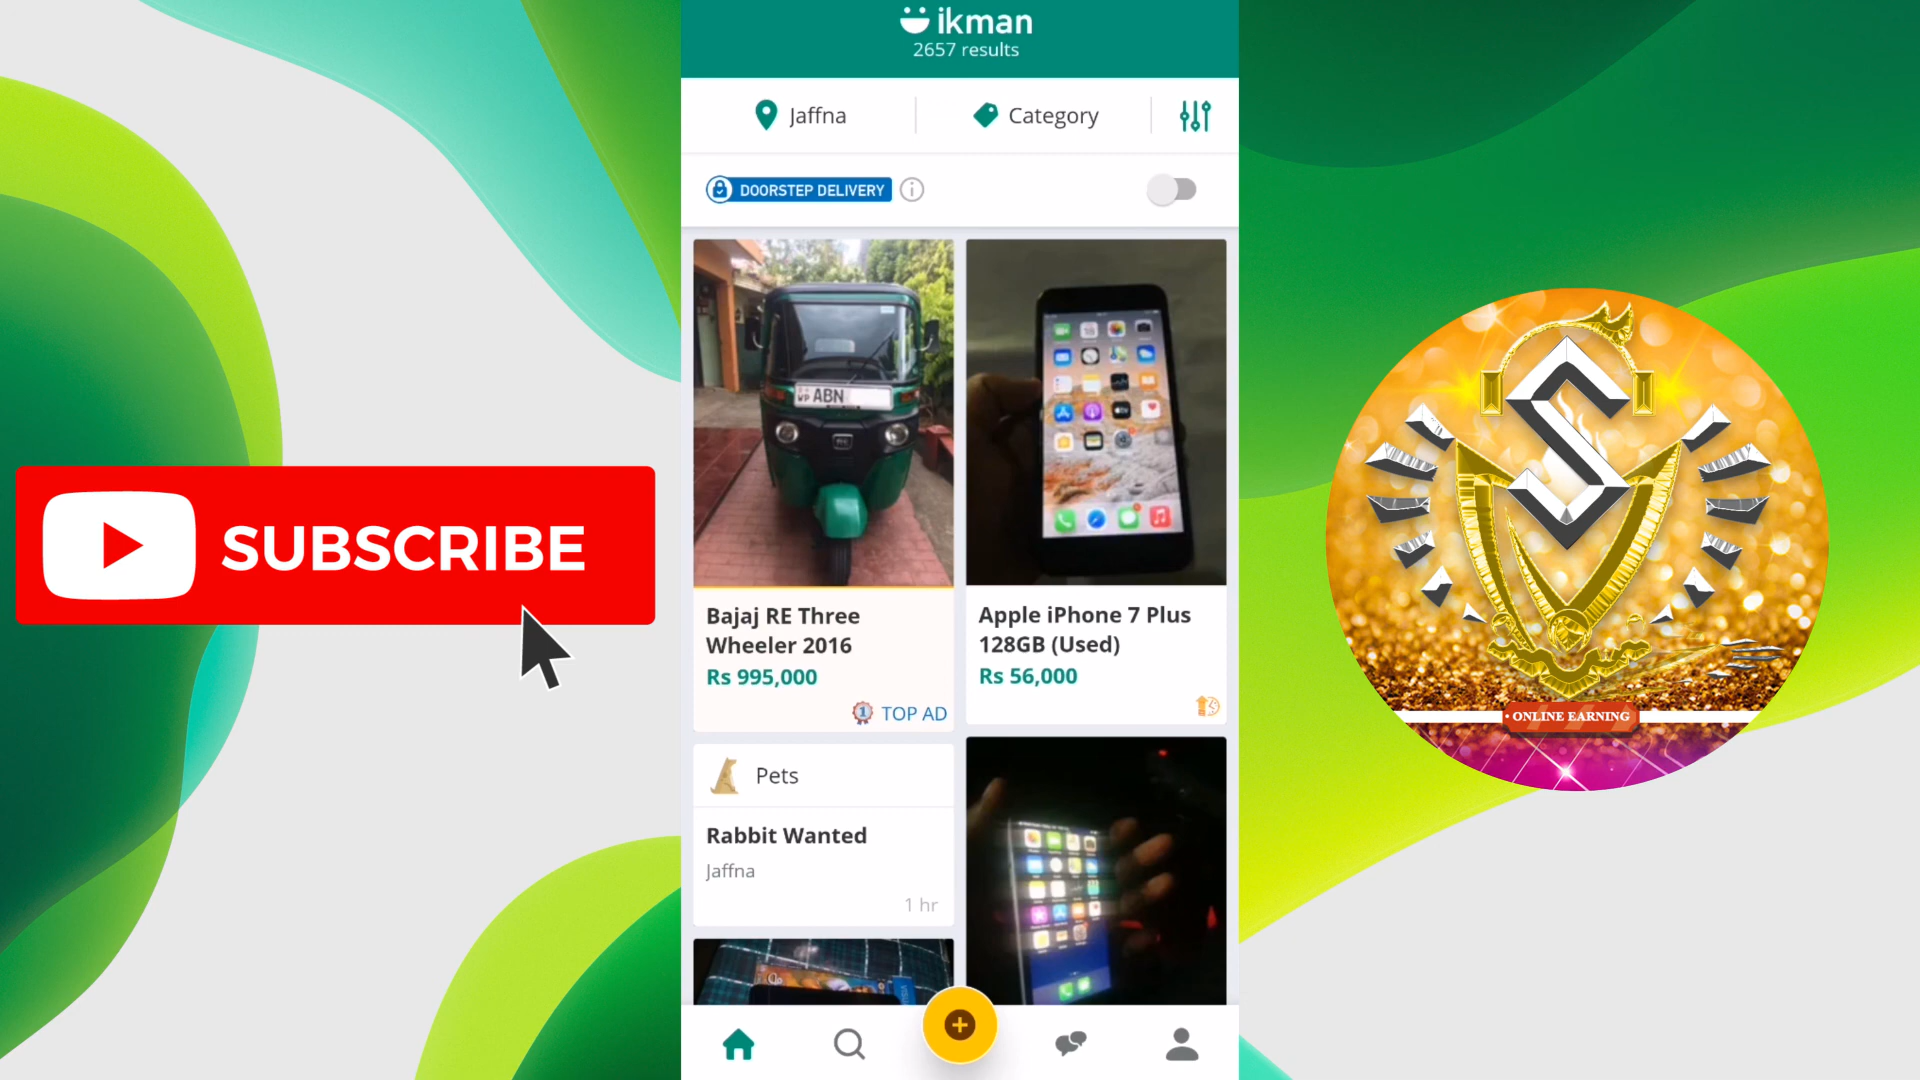 ikman
2657 results
Jaffna
Category
DOORSTEP DELIVERY
WP ABN
Bajaj RE Three
Wheeler 2016
Rs 995,000
TOP AD
Apple iPhone 7 Plus
128GB (Used)
Rs 56,000
Pets
Rabbit Wanted
Jaffna
1 hr
SUBSCRIBE
S
• ONLINE EARNING